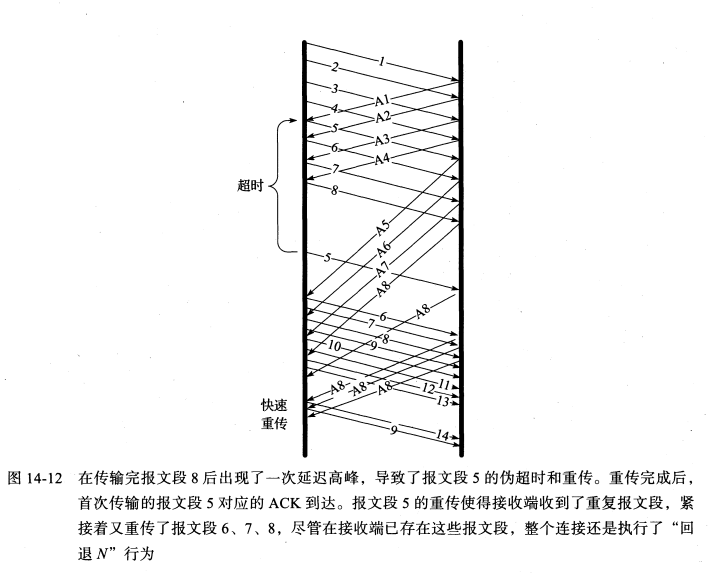 1
2
3
A1
4
A2
5
A3
6
A4
7
超时
8
A5
A6
5
A7
A8
A8
6
7
8
10
9
A8
A8
A8
12
11
13
快速
重传
14
9
图 14-12 在传输完报文段 8 后出现了一次延迟高峰，导致了报文段 5 的伪超时和重传。重传完成后，
首次传输的报文段 5 对应的 ACK 到达。报文段 5 的重传使得接收端收到了重复报文段，紧
接着又重传了报文段 6、7、8，尽管在接收端已存在这些报文段，整个连接还是执行了“回
退 N”行为